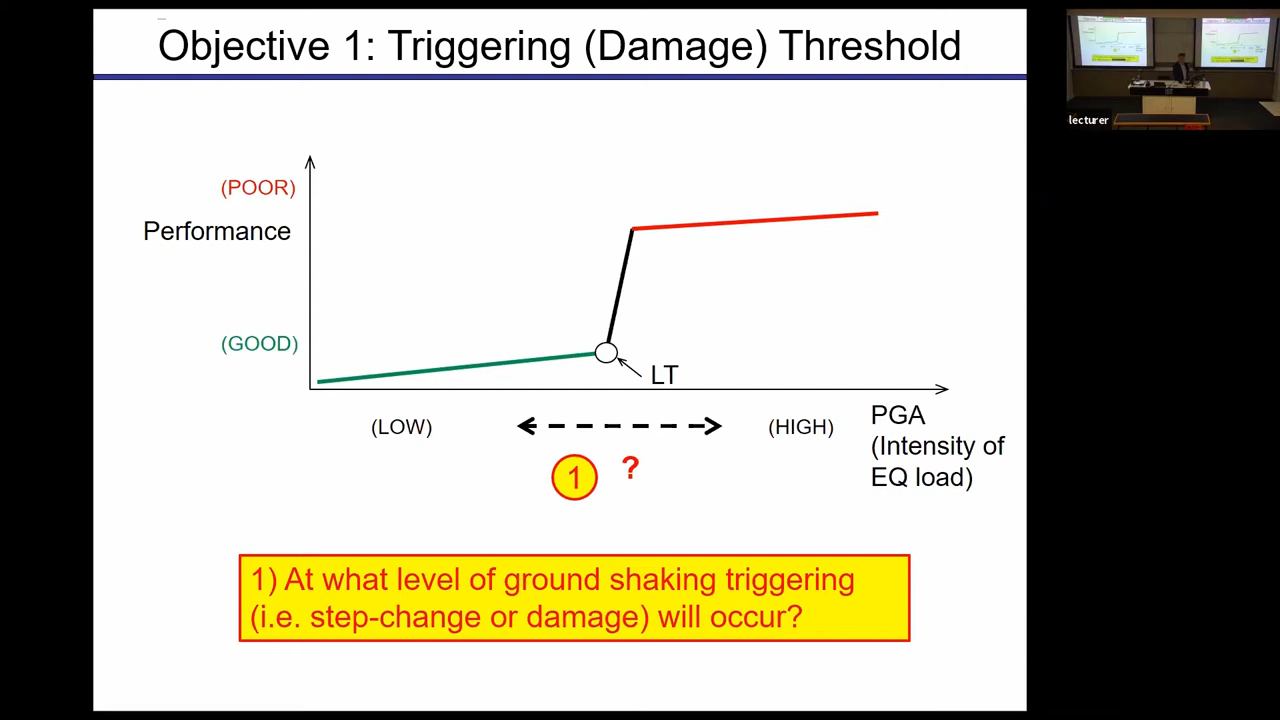 Objective 1: Triggering (Damage) Threshold
(POOR)
Performance
(GOOD)
LT
(LOW)
(HIGH)
PGA
(Intensity of
EQ load)
1
?
1) At what level of ground shaking triggering
(i.e. step-change or damage) will occur?
lecturer